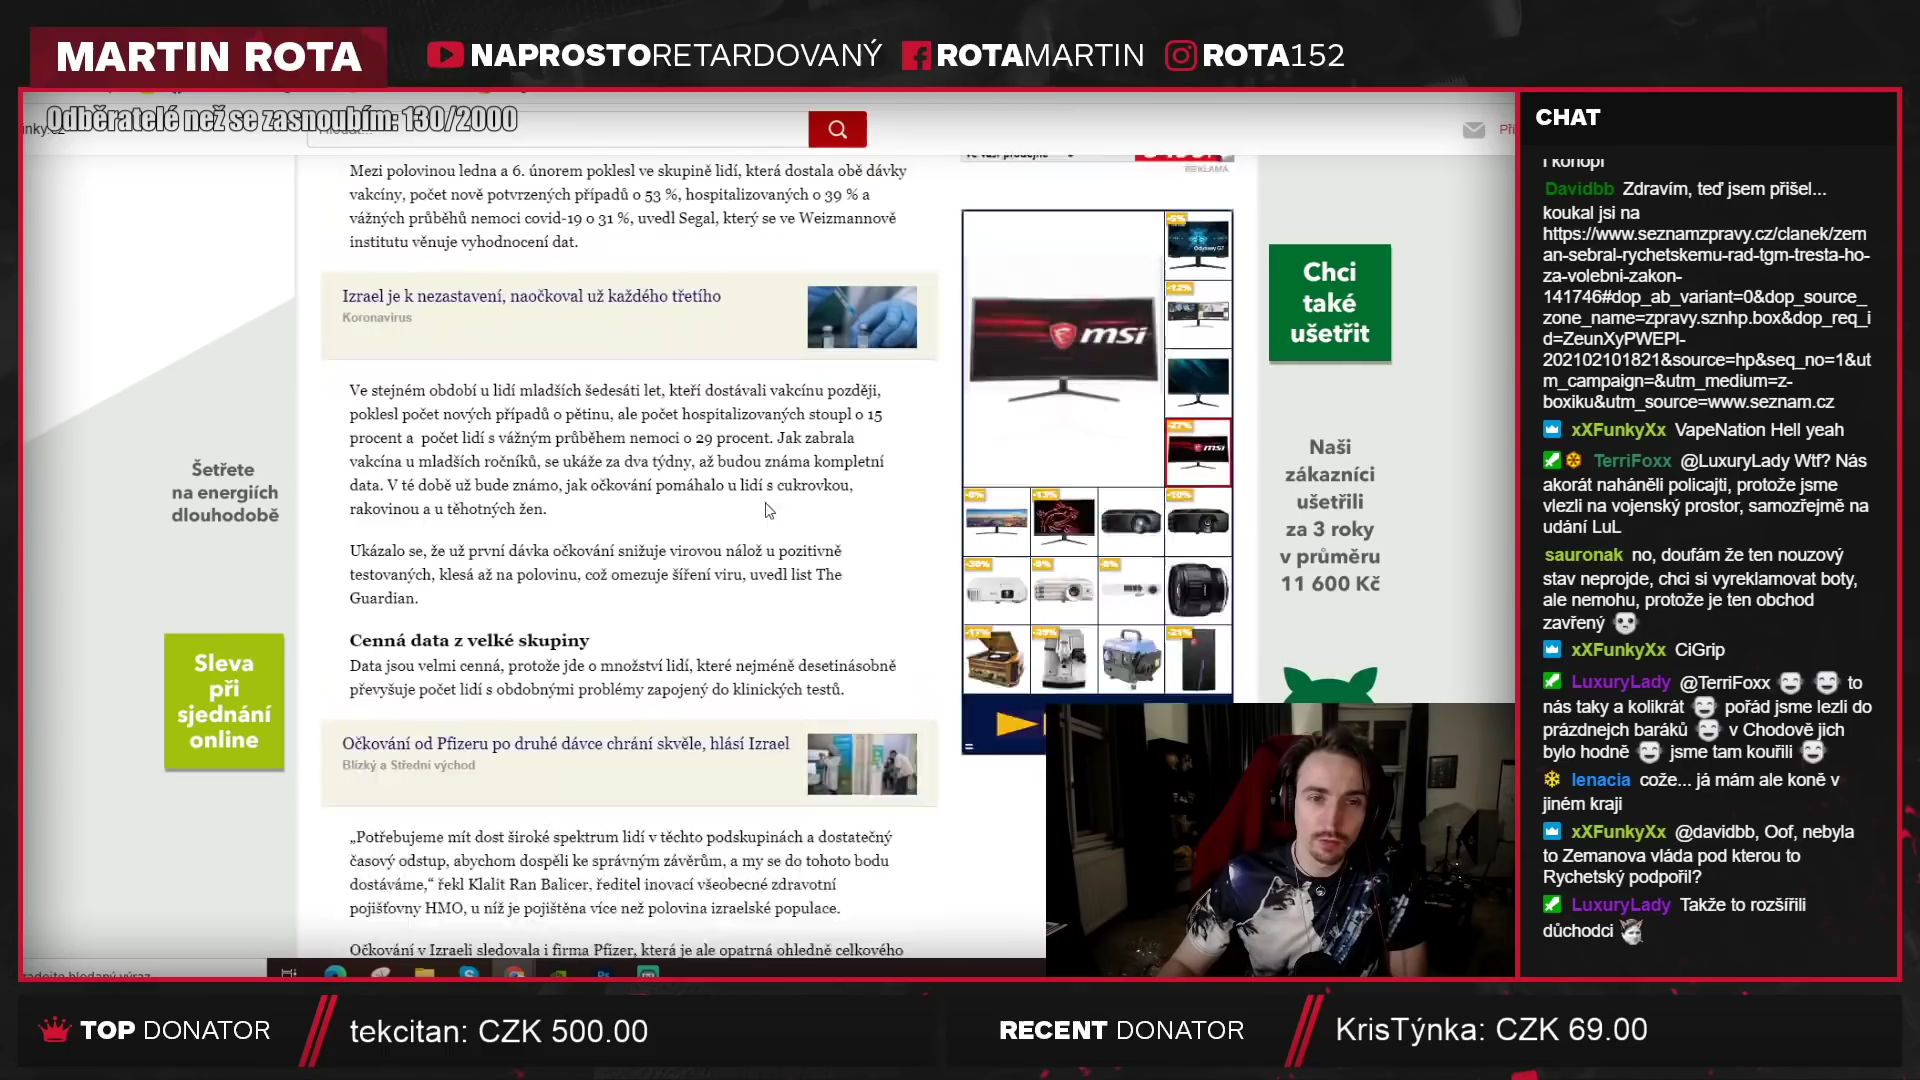 MARTIN ROTA
NAPROSTORETARDOVANÝ
ROTAMARTIN
ROTA152
Odběratelé než se zasnoubím: 130/2000
Mezi polovinou ledna a 6. únorem poklesl ve skupině lidí, která dostala obě dávky
vakcíny, počet nově potvrzených případů o 53 %, hospitalizovaných o 39 % a
vážných průběhů nemoci covid-19 o 31 %, uvedl Segal, který se ve Weizmannově
institutu věnuje vyhodnocení dat.
Izrael je k nezastavení, naočkoval už každého třetího
Koronavirus
Ve stejném období u lidí mladších šedesáti let, kteří dostávali vakcínu později,
poklesl počet nových případů o pětinu, ale počet hospitalizovaných stoupl o 15
procent a počet lidí s vážným průběhem nemoci o 29 procent. Jak zabrala
vakcína u mladších ročníků, se ukáže za dva týdny, až budou známa kompletní
data. V té době už bude známo, jak očkování pomáhalo u lidí s cukrovkou,
rakovinou a u těhotných žen.
Ukázalo se, že už první dávka očkování snižuje virovou nálož u pozitivně
testovaných, klesá až na polovinu, což omezuje šíření viru, uvedl list The
Guardian.
Cenná data z velké skupiny
Data jsou velmi cenná, protože jde o množství lidí, které nejméně desetinásobně
převyšuje počet lidí s obdobnými problémy zapojený do klinických testů.
Očkování od Pfizeru po druhé dávce chrání skvěle, hlásí Izrael
Blízký a Střední východ
„Potřebujeme mít dost široké spektrum lidí v těchto podskupinách a dostatečný
časový odstup, abychom dospěli ke správným závěrům, a my se do tohoto bodu
dostáváme,“ řekl Klalit Ran Balicer, ředitel inovací všeobecné zdravotní
pojišťovny HMO, u níž je pojištěna více než polovina izraelské populace.
Očkování v Izraeli sledovala i firma Pfizer, která je ale opatrná ohledně celkového
Šetřete
na energiích
dlouhodobě
Sleva
při
sjednání
online
REKLAMA
msi
Chci
také
ušetřit
Naši
zákazníci
ušetřili
za 3 roky
v průměru
11 600 Kč
CHAT
i konopí
Davidbb Zdravím, teď jsem přišel...
koukal jsi na
https://www.seznamzpravy.cz/clanek/zem
an-sebral-rychetskemu-rad-tgm-tresta-ho-
za-volebni-zakon-
141746#dop_ab_variant=0&dop_source_
zone_name=zpravy.sznhp.box&dop_req_i
d=ZeunXyPWEPl-
202102101821&source=hp&seq_no=1&ut
m_campaign=&utm_medium=z-
boxiku&utm_source=www.seznam.cz
xXFunkyXx VapeNation Hell yeah
TerriFoxx @LuxuryLady Wtf? Nás
akorát naháněli policajti, protože jsme
vlezli na vojenský prostor, samozřejmě na
udání LuL
sauronak no, doufám že ten nouzový
stav neprojde, chci si vyreklamovat boty,
ale nemohu, protože je ten obchod
zavřený
xXFunkyXx CiGrip
LuxuryLady @TerriFoxx to
nás taky a kolikrát pořád jsme lezli do
prázdnejch baráků v Chodově jich
bylo hodně jsme tam kouřili
lenacia cože... já mám ale koně v
jiném kraji
xXFunkyXx @davidbb, Oof, nebyla
to Zemanova vláda pod kterou to
Rychetský podpořil?
LuxuryLady Takže to rozšířili
důchodci
TOP DONATOR
tekcitan: CZK 500.00
RECENT DONATOR
KrisTýnka: CZK 69.00